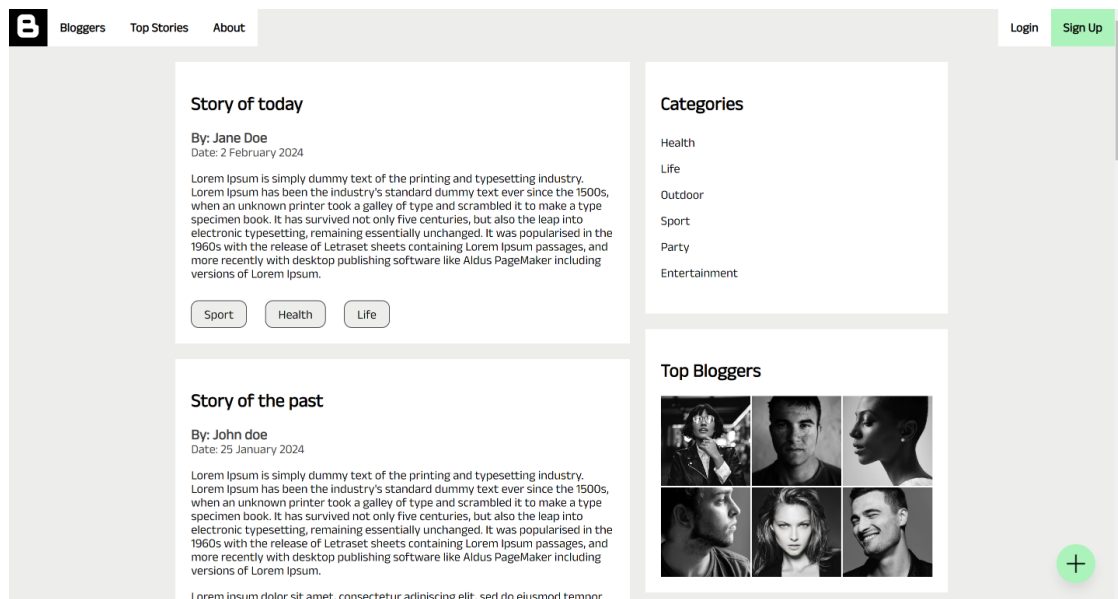 B
Bloggers
Top Stories
About
Login
Sign Up
Story of today
By: Jane Doe
Date: 2 February 2024
Lorem Ipsum is simply dummy text of the printing and typesetting industry.
Lorem Ipsum has been the industry's standard dummy text ever since the 1500s,
when an unknown printer took a galley of type and scrambled it to make a type
specimen book. It has survived not only five centuries, but also the leap into
electronic typesetting, remaining essentially unchanged. It was popularised in the
1960s with the release of Letraset sheets containing Lorem Ipsum passages, and
more recently with desktop publishing software like Aldus PageMaker including
versions of Lorem Ipsum.
Sport
Health
Life
Story of the past
By: John doe
Date: 25 January 2024
Lorem Ipsum is simply dummy text of the printing and typesetting industry.
Lorem Ipsum has been the industry's standard dummy text ever since the 1500s,
when an unknown printer took a galley of type and scrambled it to make a type
specimen book. It has survived not only five centuries, but also the leap into
electronic typesetting, remaining essentially unchanged. It was popularised in the
1960s with the release of Letraset sheets containing Lorem Ipsum passages, and
more recently with desktop publishing software like Aldus PageMaker including
versions of Lorem Ipsum.
Lorem ipsum dolor sit amet, consectetur adipiscing elit, sed do eiusmod tempor
Categories
Health
Life
Outdoor
Sport
Party
Entertainment
Top Bloggers